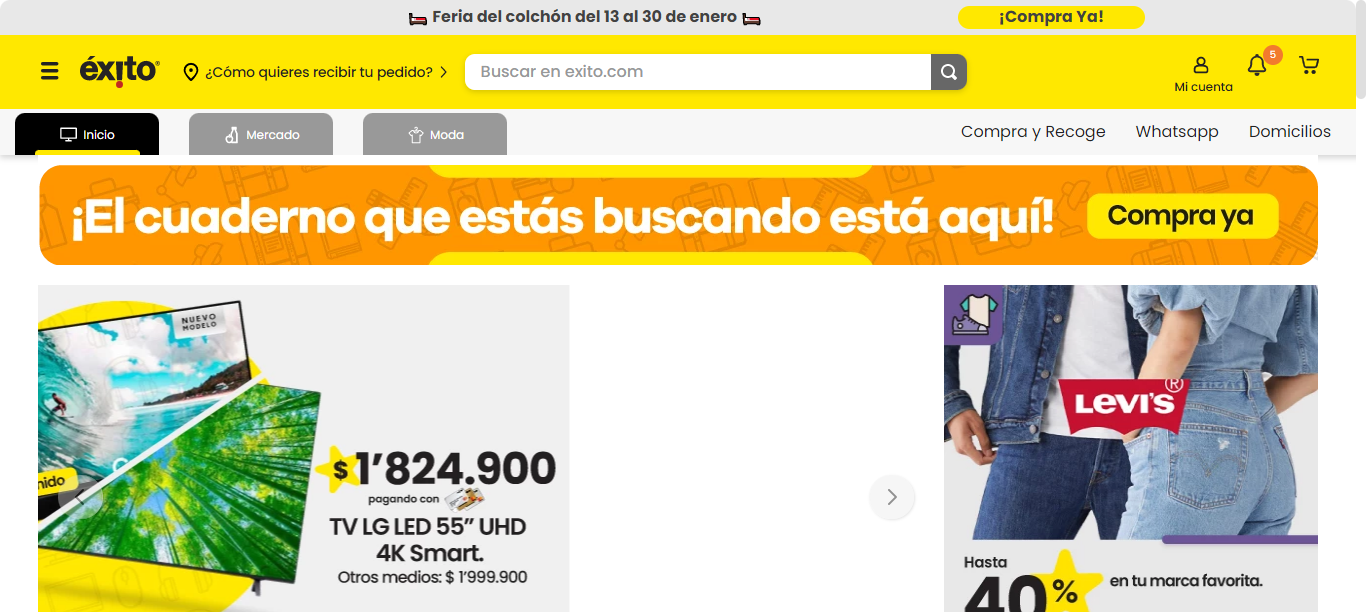 Feria del colchón del 13 al 30 de enero
¡Compra Ya!
éxito
¿Cómo quieres recibir tu pedido?
Buscar en exito.com
Mi cuenta
5
Inicio
Mercado
Moda
Compra y Recoge
Whatsapp
Domicilios
¡El cuaderno que estás buscando está aquí!
Compra ya
NUEVO
MODELO
$1'824.900
pagando con
TV LG LED 55” UHD
4K Smart.
Otros medios: $ 1'999.900
LEVI'S®
Hasta
40%
en tu marca favorita.